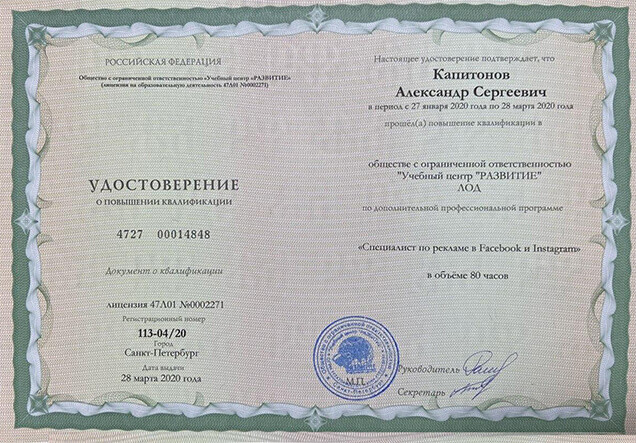 РОССИЙСКАЯ ФЕДЕРАЦИЯ
Общество с ограниченной ответственностью «Учебный центр «РАЗВИТИЕ»
(лицензия на образовательную деятельность 47Л01 №0002271)
УДОСТОВЕРЕНИЕ
О ПОВЫШЕНИИ КВАЛИФИКАЦИИ
4727 00014848
Документ о квалификации
лицензия 47Л01 №0002271
Регистрационный номер
113-04/20
Город
Санкт-Петербург
Дата выдачи
28 марта 2020 года
Настоящее удостоверение подтверждает, что
Капитонов
Александр Сергеевич
в период с 27 января 2020 года по 28 марта 2020 года
прошёл(а) повышение квалификации в
обществе с ограниченной ответственностью
"Учебный центр "РАЗВИТИЕ"
ЛОД
по дополнительной профессиональной программе
«Специалист по рекламе в Facebook и Instagram»
в объёме 80 часов
М.П.
Руководитель
Секретарь